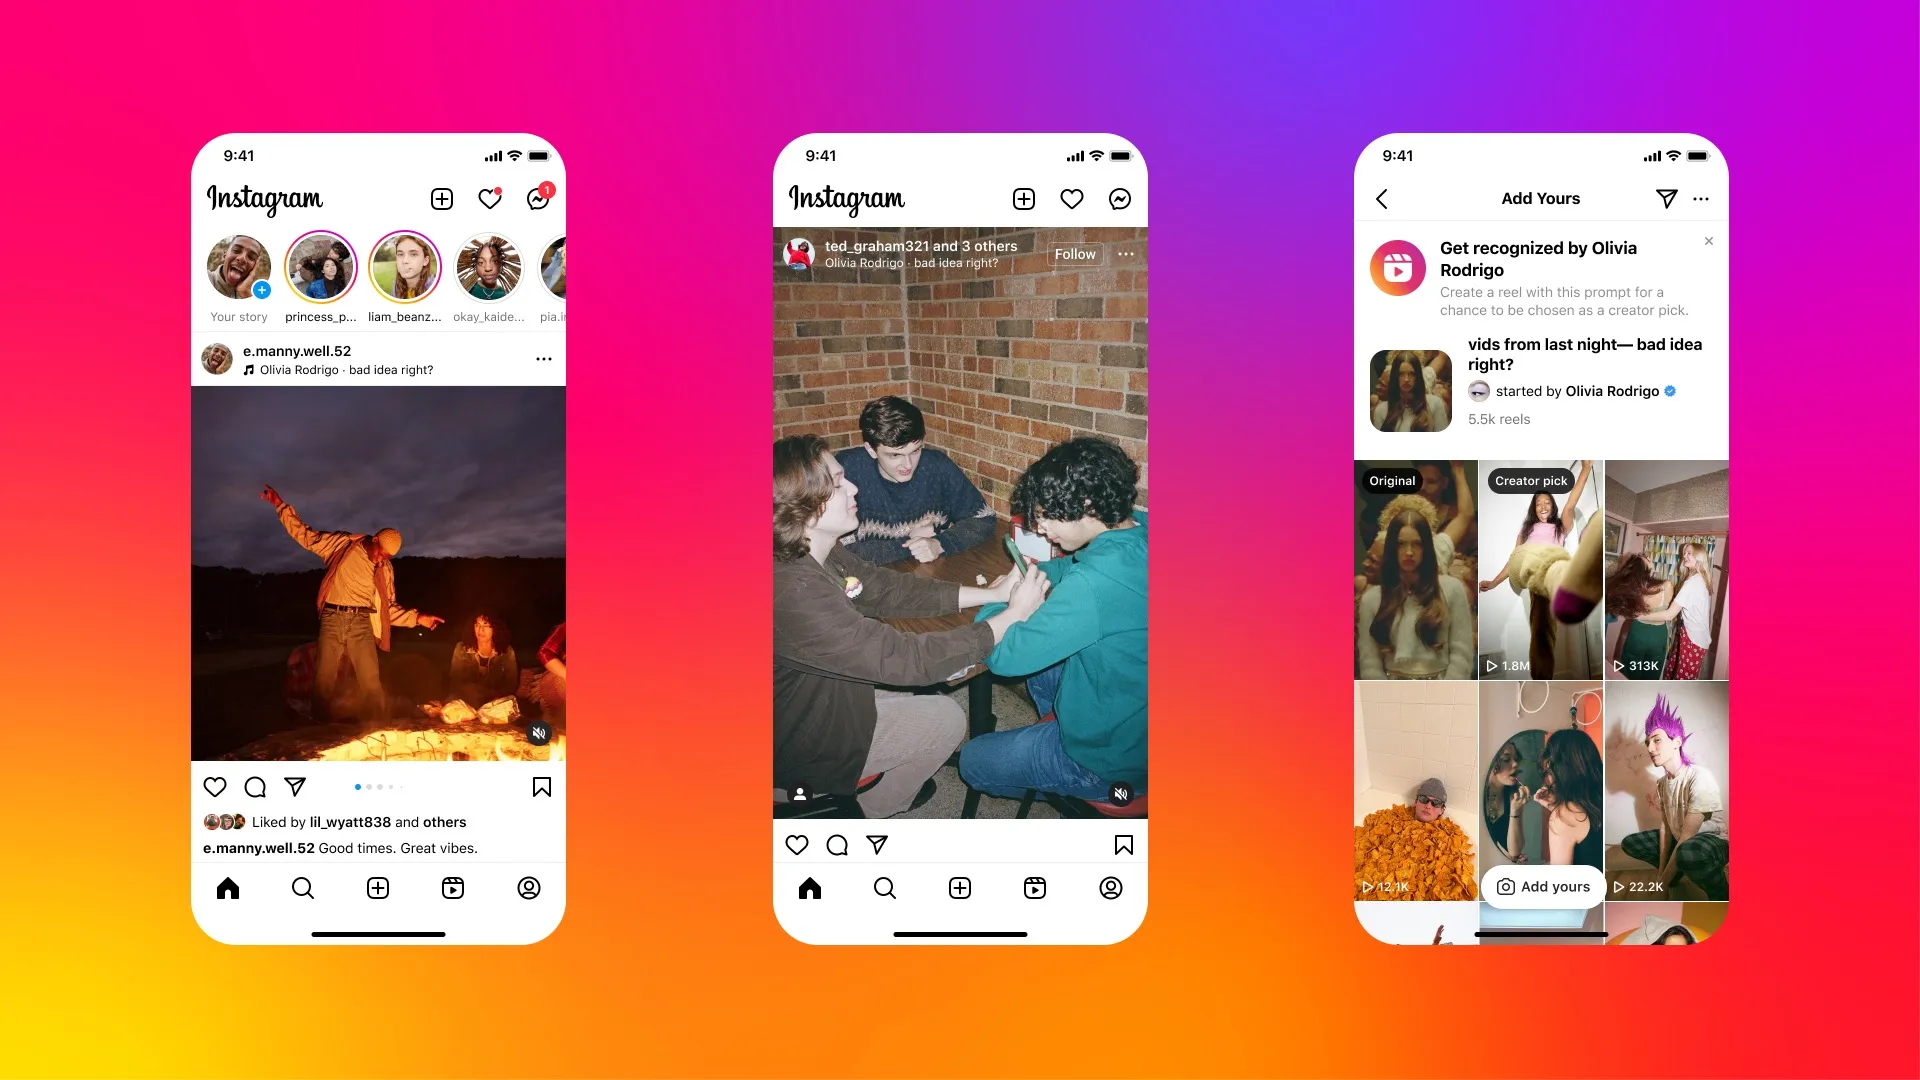 9:41
Instagram
1
Your story
princess_p...
liam_beanz...
okay_kaide...
pia.in
e.manny.well.52
Olivia Rodrigo · bad idea right?
Liked by lil_wyatt838 and others
e.manny.well.52 Good times. Great vibes.
9:41
Instagram
ted_graham321 and 3 others
Olivia Rodrigo · bad idea right?
Follow
9:41
Add Yours
Get recognized by Olivia
Rodrigo
Create a reel with this prompt for a
chance to be chosen as a creator pick.
vids from last night— bad idea
right?
started by Olivia Rodrigo
5.5k reels
Original
Creator pick
1.8M
313K
12.1K
Add yours
22.2K